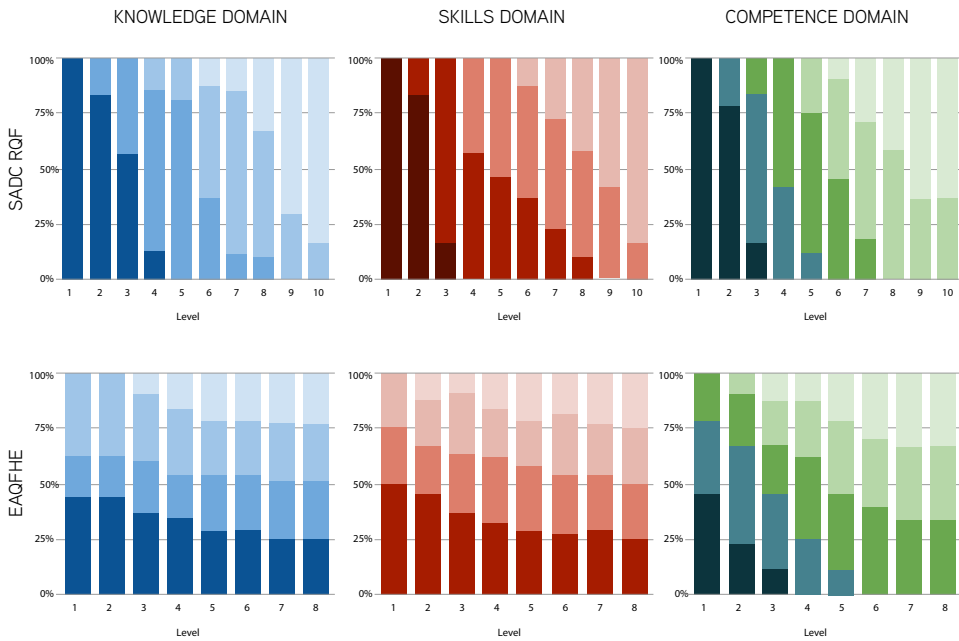 KNOWLEDGE DOMAIN SKILLS DOMAIN COMPETENCE DOMAIN
SADC RQF
100% 100% 100%
75% 75% 75%
50% 50% 50%
25% 25% 25%
0% 0% 0%
1 2 3 4 5 6 7 8 9 10 1 2 3 4 5 6 7 8 9 10 1 2 3 4 5 6 7 8 9 10
Level Level Level
EAQFHE
100% 100% 100%
75% 75% 75%
50% 50% 50%
25% 25% 25%
0% 0% 0%
1 2 3 4 5 6 7 8 1 2 3 4 5 6 7 8 1 2 3 4 5 6 7 8
Level Level Level